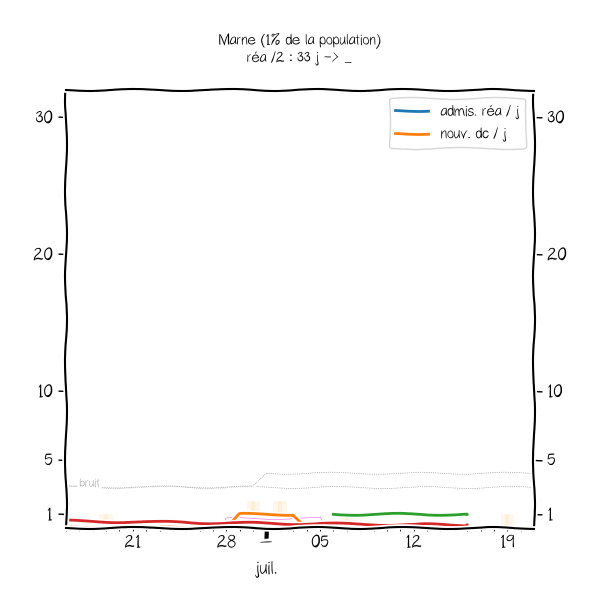 Marne (1% de la population)
réa /2 : 33 j -> _
admis. réa / j
nouv. dc / j
30 30
20 20
10 10
5 5
bruit
1 1
21 28 _ 05 12 19
juil.